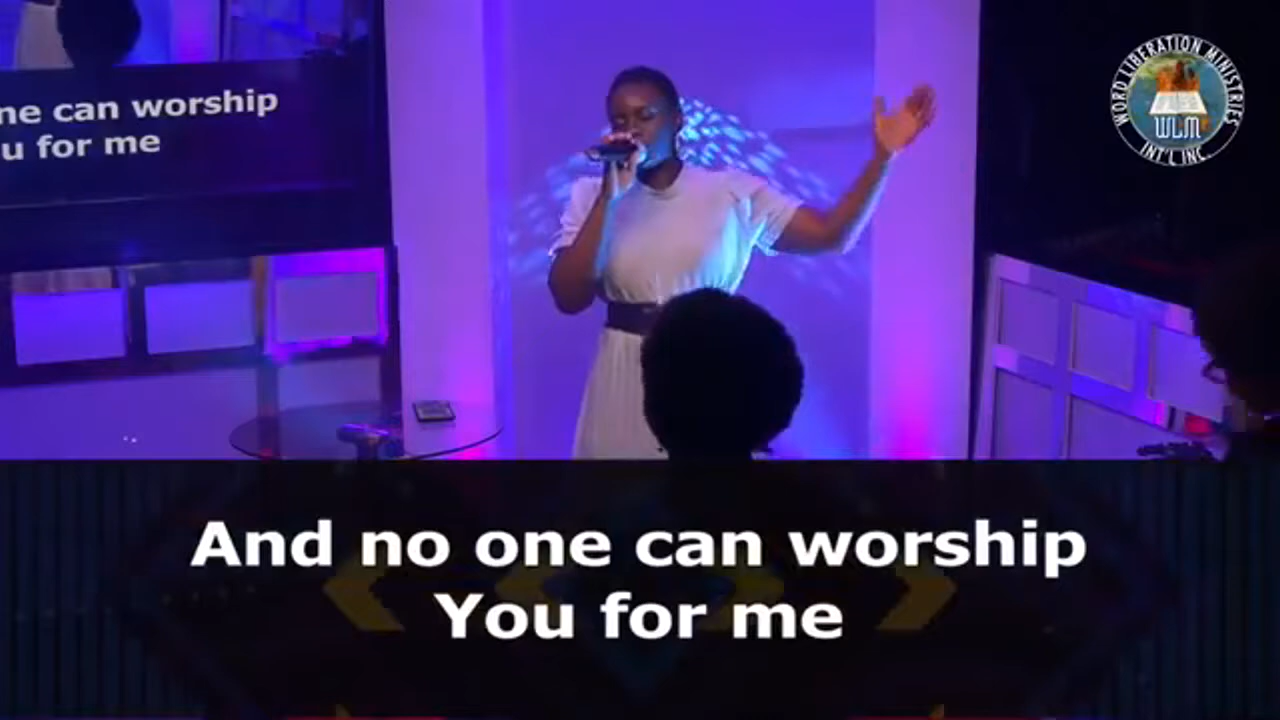 ne can worship
u for me
WORD LIBERATION MINISTRIES
WLM
INT'L INC.
And no one can worship
You for me